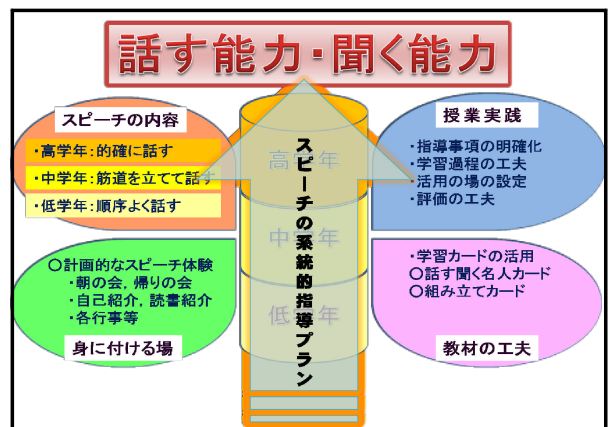 話す能力・聞く能力
スピーチの内容
・高学年:的確に話す
・中学年:筋道を立てて話す
・低学年:順序よく話す
授業実践
・指導事項の明確化
・学習過程の工夫
・活用の場の設定
・評価の工夫
高学年
中学年
低学年
スピーチの系統的指導プラン
〇計画的なスピーチ体験
・朝の会,帰りの会
・自己紹介,読書紹介
・各行事等
身に付ける場
・学習カードの活用
〇話す聞く名人カード
〇組み立てカード
教材の工夫